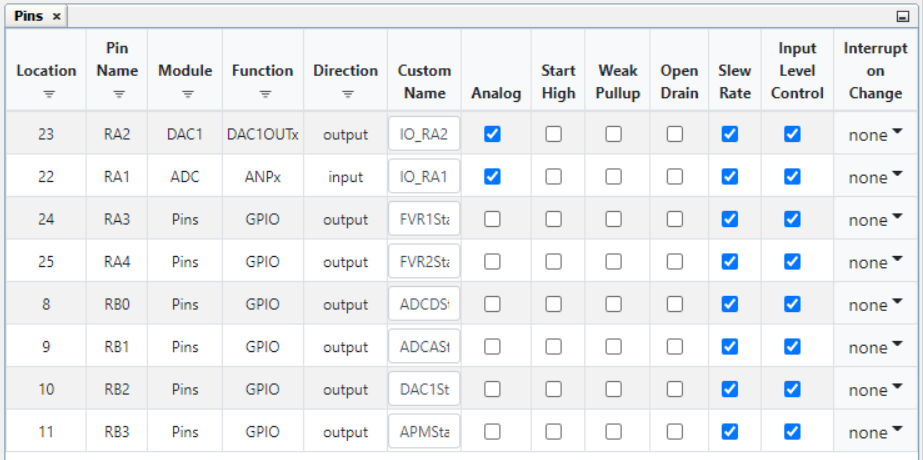 Pins ×
Location Pin Name Module Function Direction Custom Name Analog Start High Weak Pullup Open Drain Slew Rate Input Level Control Interrupt on Change
23 RA2 DAC1 DAC1OUTx output IO_RA2 none
22 RA1 ADC ANPx input IO_RA1 none
24 RA3 Pins GPIO output FVR1Sta none
25 RA4 Pins GPIO output FVR2Sta none
8 RB0 Pins GPIO output ADCDSt none
9 RB1 Pins GPIO output ADCASt none
10 RB2 Pins GPIO output DAC1St none
11 RB3 Pins GPIO output APMSta none